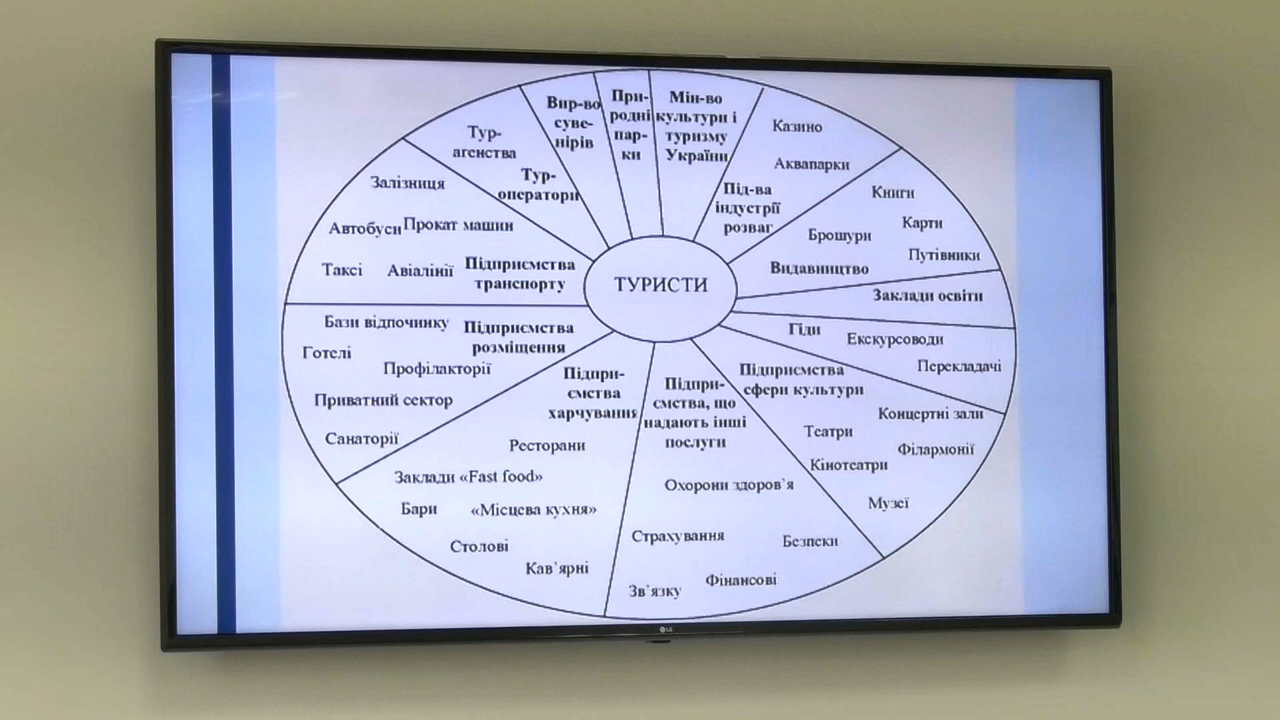 Вир-во
суве-
нірів
При-
родні
пар-
ки
Мін-во
культури і
туризму
України
Казино
Аквапарки
Під-ва
індустрії
розваг
Книги
Карти
Брошури
Путівники
Видавництво
Заклади освіти
Гіди
Екскурсоводи
Перекладачі
Підприємства
сфери культури
Концертні зали
Театри
Філармонії
Кінотеатри
Музеї
Підпри-
ємства, що
надають інші
послуги
Охорони здоров`я
Страхування
Безпеки
Фінансові
Зв`язку
Підпри-
ємства
харчування
Ресторани
Заклади «Fast food»
Бари
«Місцева кухня»
Столові
Кав`ярні
Бази відпочинку
Підприємства
розміщення
Готелі
Профілакторії
Приватний сектор
Санаторії
Залізниця
Автобуси
Прокат машин
Таксі
Авіалінії
Підприємства
транспорту
Тур-
агенства
Тур-
оператори
ТУРИСТИ
LG